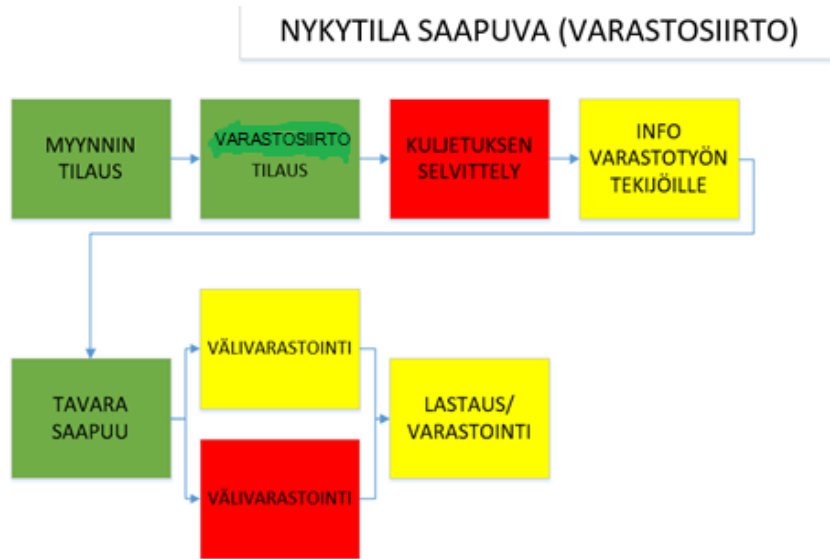 NYKYTILA SAAPUVA (VARASTOSIIRTO)
MYYNNIN
TILAUS
VARASTOSIIRTO
TILAUS
KULJETUKSEN
SELVITTELY
INFO
VARASTOTYÖN
TEKIJÖILLE
TAVARA
SAAPUU
VÄLIVARASTOINTI
VÄLIVARASTOINTI
LASTAUS/
VARASTOINTI